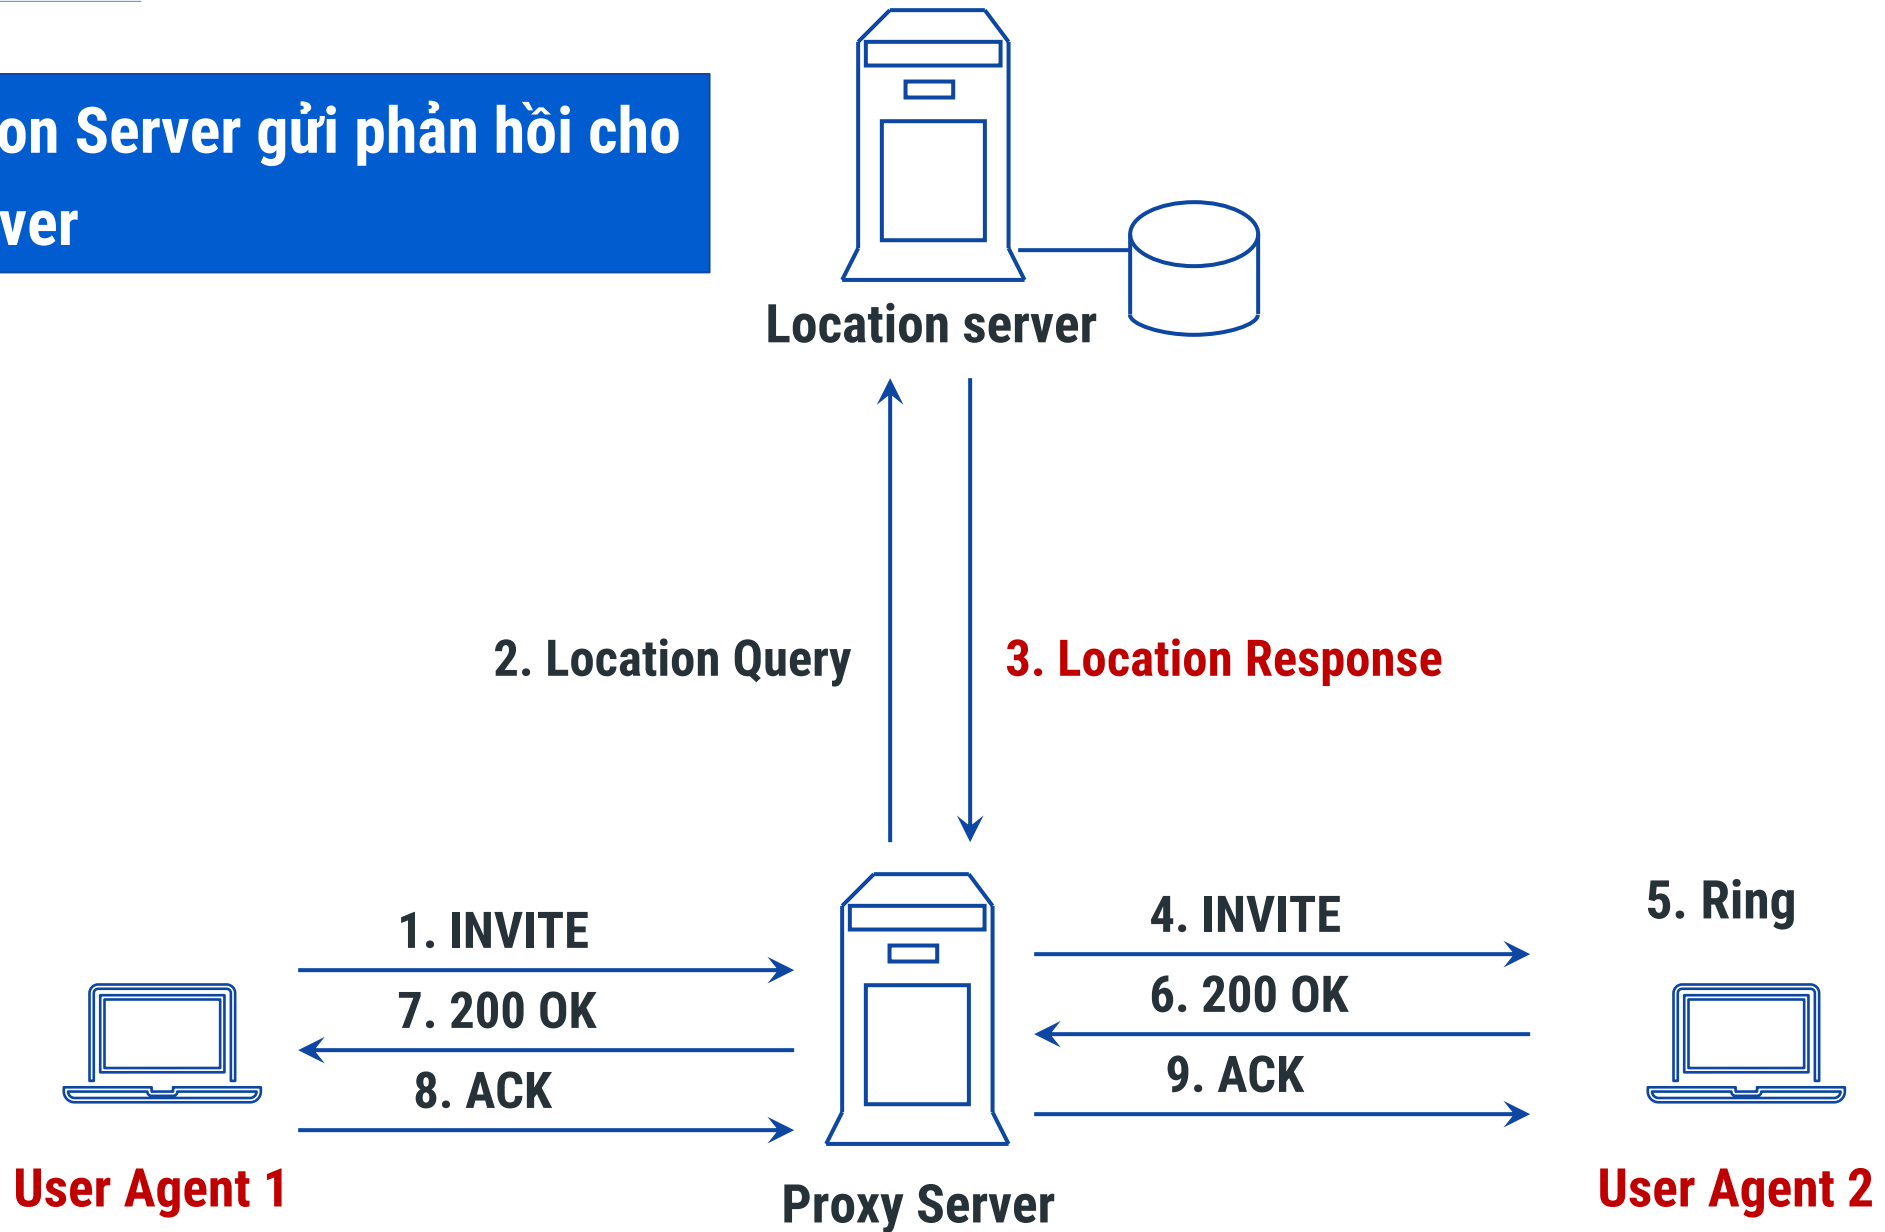 on Server gửi phản hồi cho
ver
Location server
2. Location Query
3. Location Response
5. Ring
1. INVITE
4. INVITE
7. 200 OK
6. 200 OK
8. ACK
9. ACK
User Agent 1
Proxy Server
User Agent 2